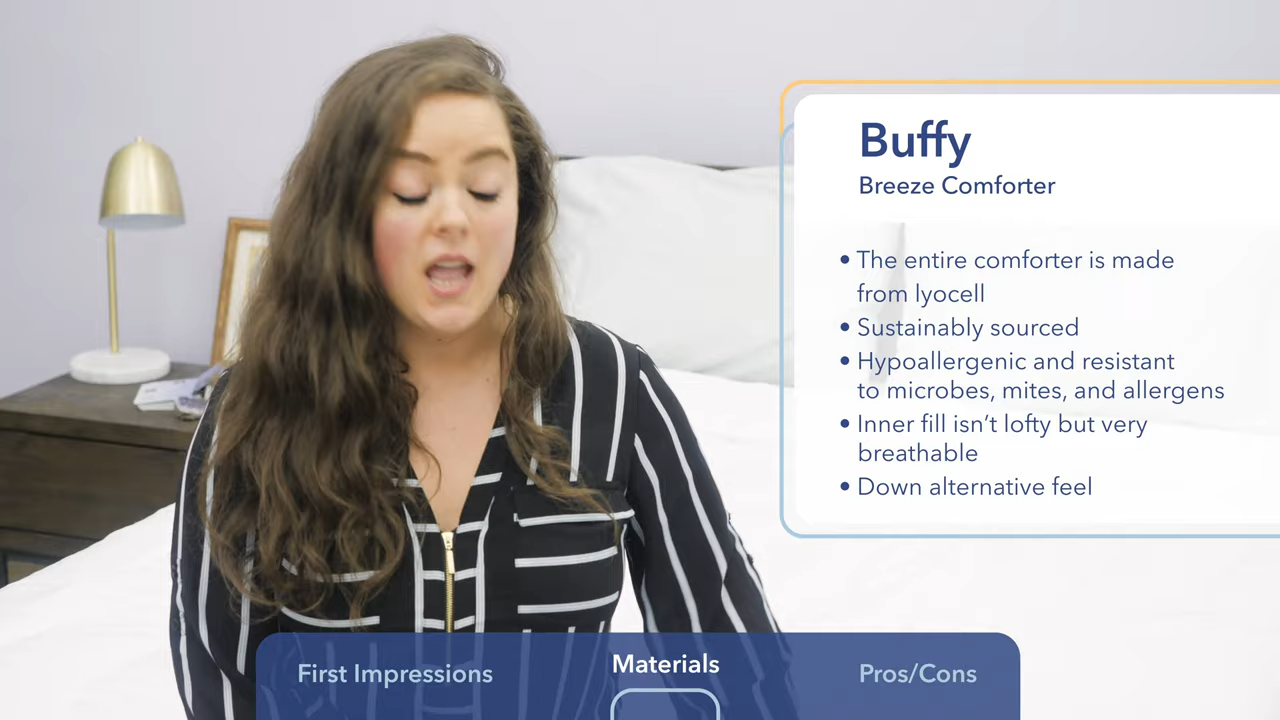 Buffy
Breeze Comforter
• The entire comforter is made
from lyocell
• Sustainably sourced
• Hypoallergenic and resistant
to microbes, mites, and allergens
• Inner fill isn’t lofty but very
breathable
• Down alternative feel
First Impressions
Materials
Pros/Cons